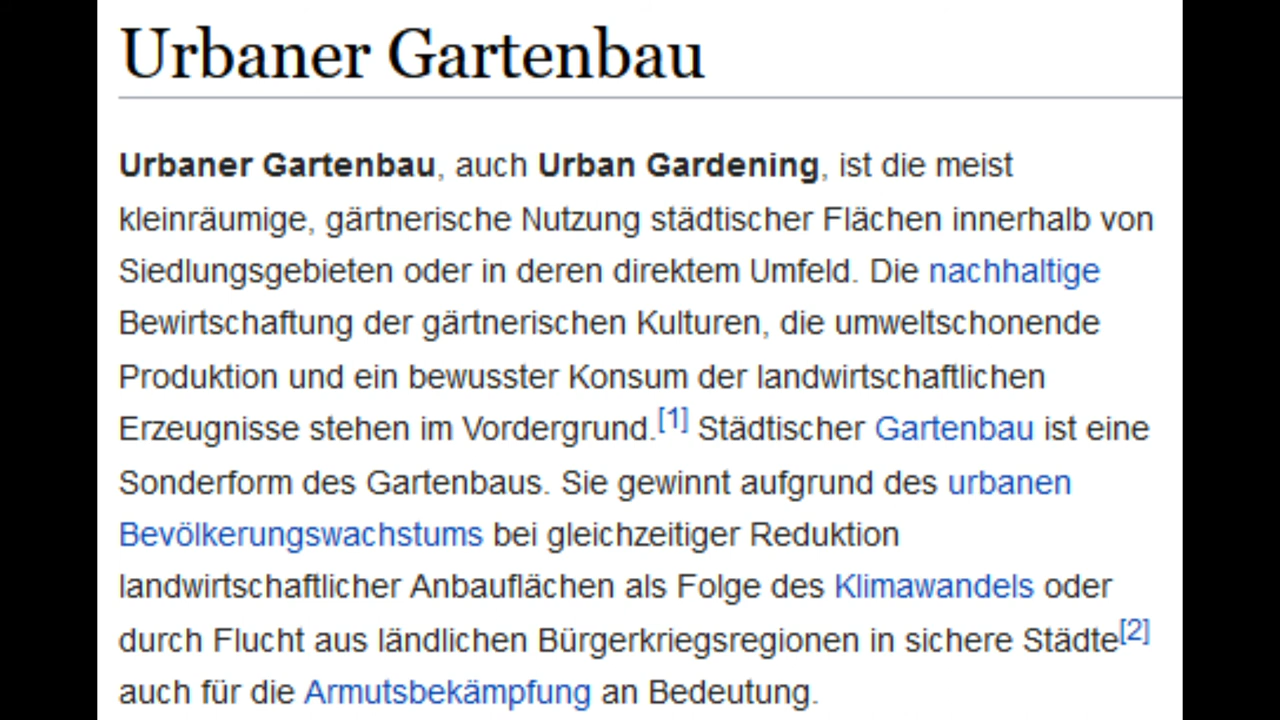 Urbaner Gartenbau
Urbaner Gartenbau, auch Urban Gardening, ist die meist
kleinräumige, gärtnerische Nutzung städtischer Flächen innerhalb von
Siedlungsgebieten oder in deren direktem Umfeld. Die nachhaltige
Bewirtschaftung der gärtnerischen Kulturen, die umweltschonende
Produktion und ein bewusster Konsum der landwirtschaftlichen
Erzeugnisse stehen im Vordergrund.[1] Städtischer Gartenbau ist eine
Sonderform des Gartenbaus. Sie gewinnt aufgrund des urbanen
Bevölkerungswachstums bei gleichzeitiger Reduktion
landwirtschaftlicher Anbauflächen als Folge des Klimawandels oder
durch Flucht aus ländlichen Bürgerkriegsregionen in sichere Städte[2]
auch für die Armutsbekämpfung an Bedeutung.